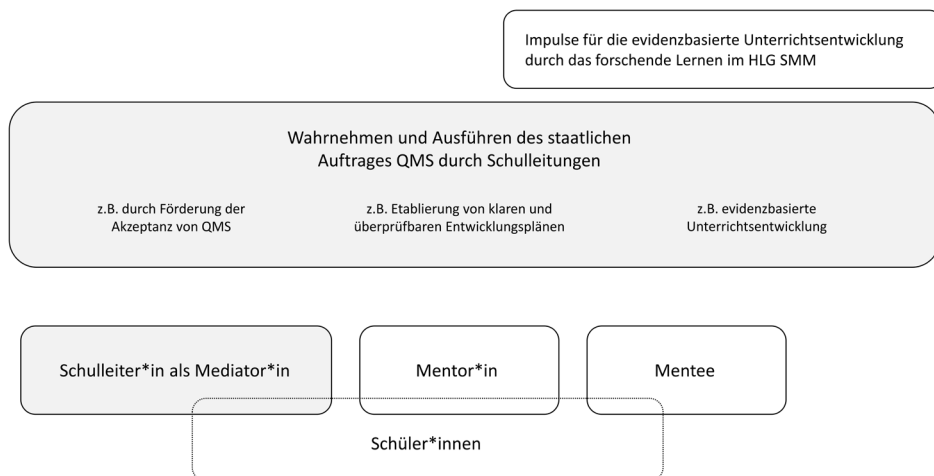 Impulse für die evidenzbasierte Unterrichtsentwicklung
durch das forschende Lernen im HLG SMM
Wahrnehmen und Ausführen des staatlichen
Auftrages QMS durch Schulleitungen
z.B. durch Förderung der
Akzeptanz von QMS
z.B. Etablierung von klaren und
überprüfbaren Entwicklungsplänen
z.B. evidenzbasierte
Unterrichtsentwicklung
Schulleiter*in als Mediator*in
Mentor*in
Mentee
Schüler*innen